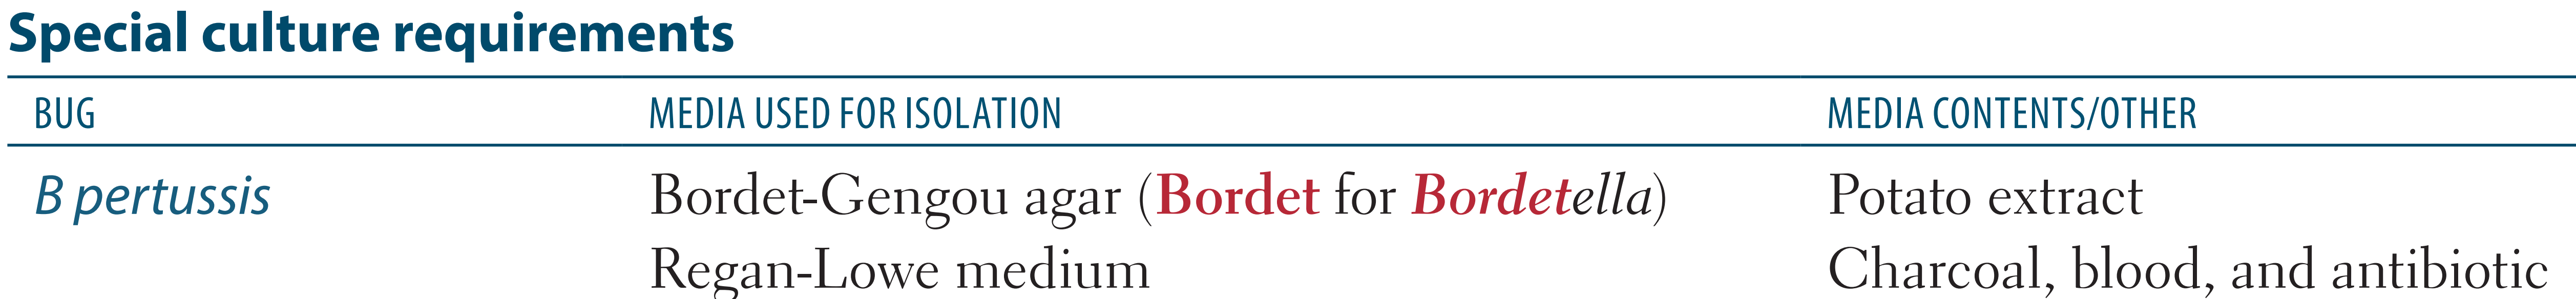 Special culture requirements
BUG MEDIA USED FOR ISOLATION MEDIA CONTENTS/OTHER
B pertussis Bordet-Gengou agar (Bordet for Bordetella) Potato extract
Regan-Lowe medium Charcoal, blood, and antibiotic